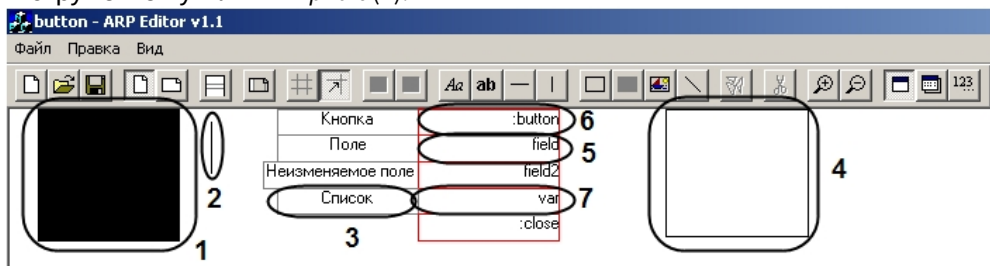 button - ARP Editor v1.1
Файл Правка Вид
Aa ab 123
Кнопка :button 6
Поле field 5
Неизменяемое поле field2
Список var 7
:close
1 2 3 4